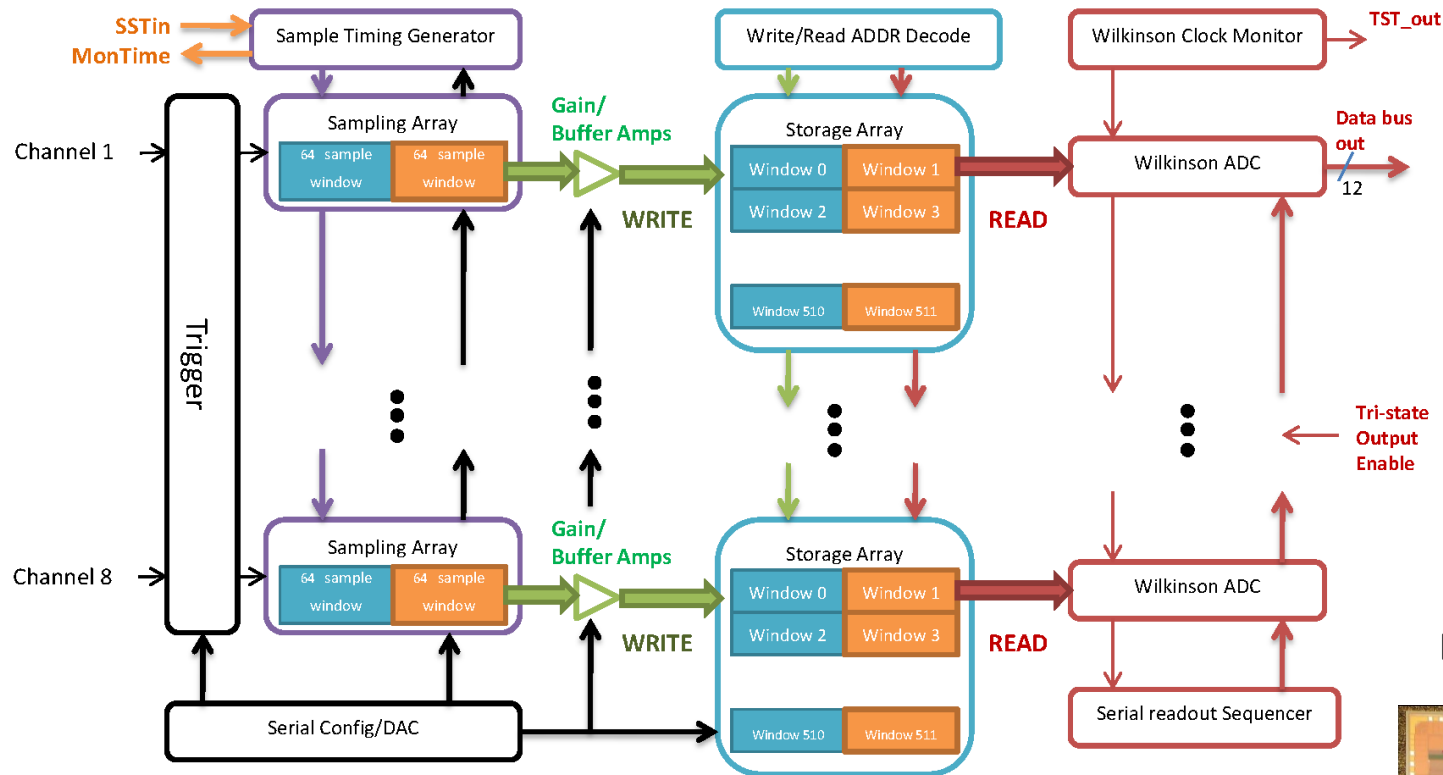 SSTin
MonTime
Sample Timing Generator
Write/Read ADDR Decode
Wilkinson Clock Monitor
TST_out
Channel 1
Trigger
Sampling Array
64 sample
window
64 sample
window
Gain/
Buffer Amps
WRITE
Storage Array
Window 0
Window 1
Window 2
Window 3
Window 510
Window 511
READ
Wilkinson ADC
Data bus
out
12
Tri-state
Output
Enable
Channel 8
Sampling Array
64 sample
window
64 sample
window
Gain/
Buffer Amps
WRITE
Storage Array
Window 0
Window 1
Window 2
Window 3
Window 510
Window 511
READ
Wilkinson ADC
Serial Config/DAC
Serial readout Sequencer